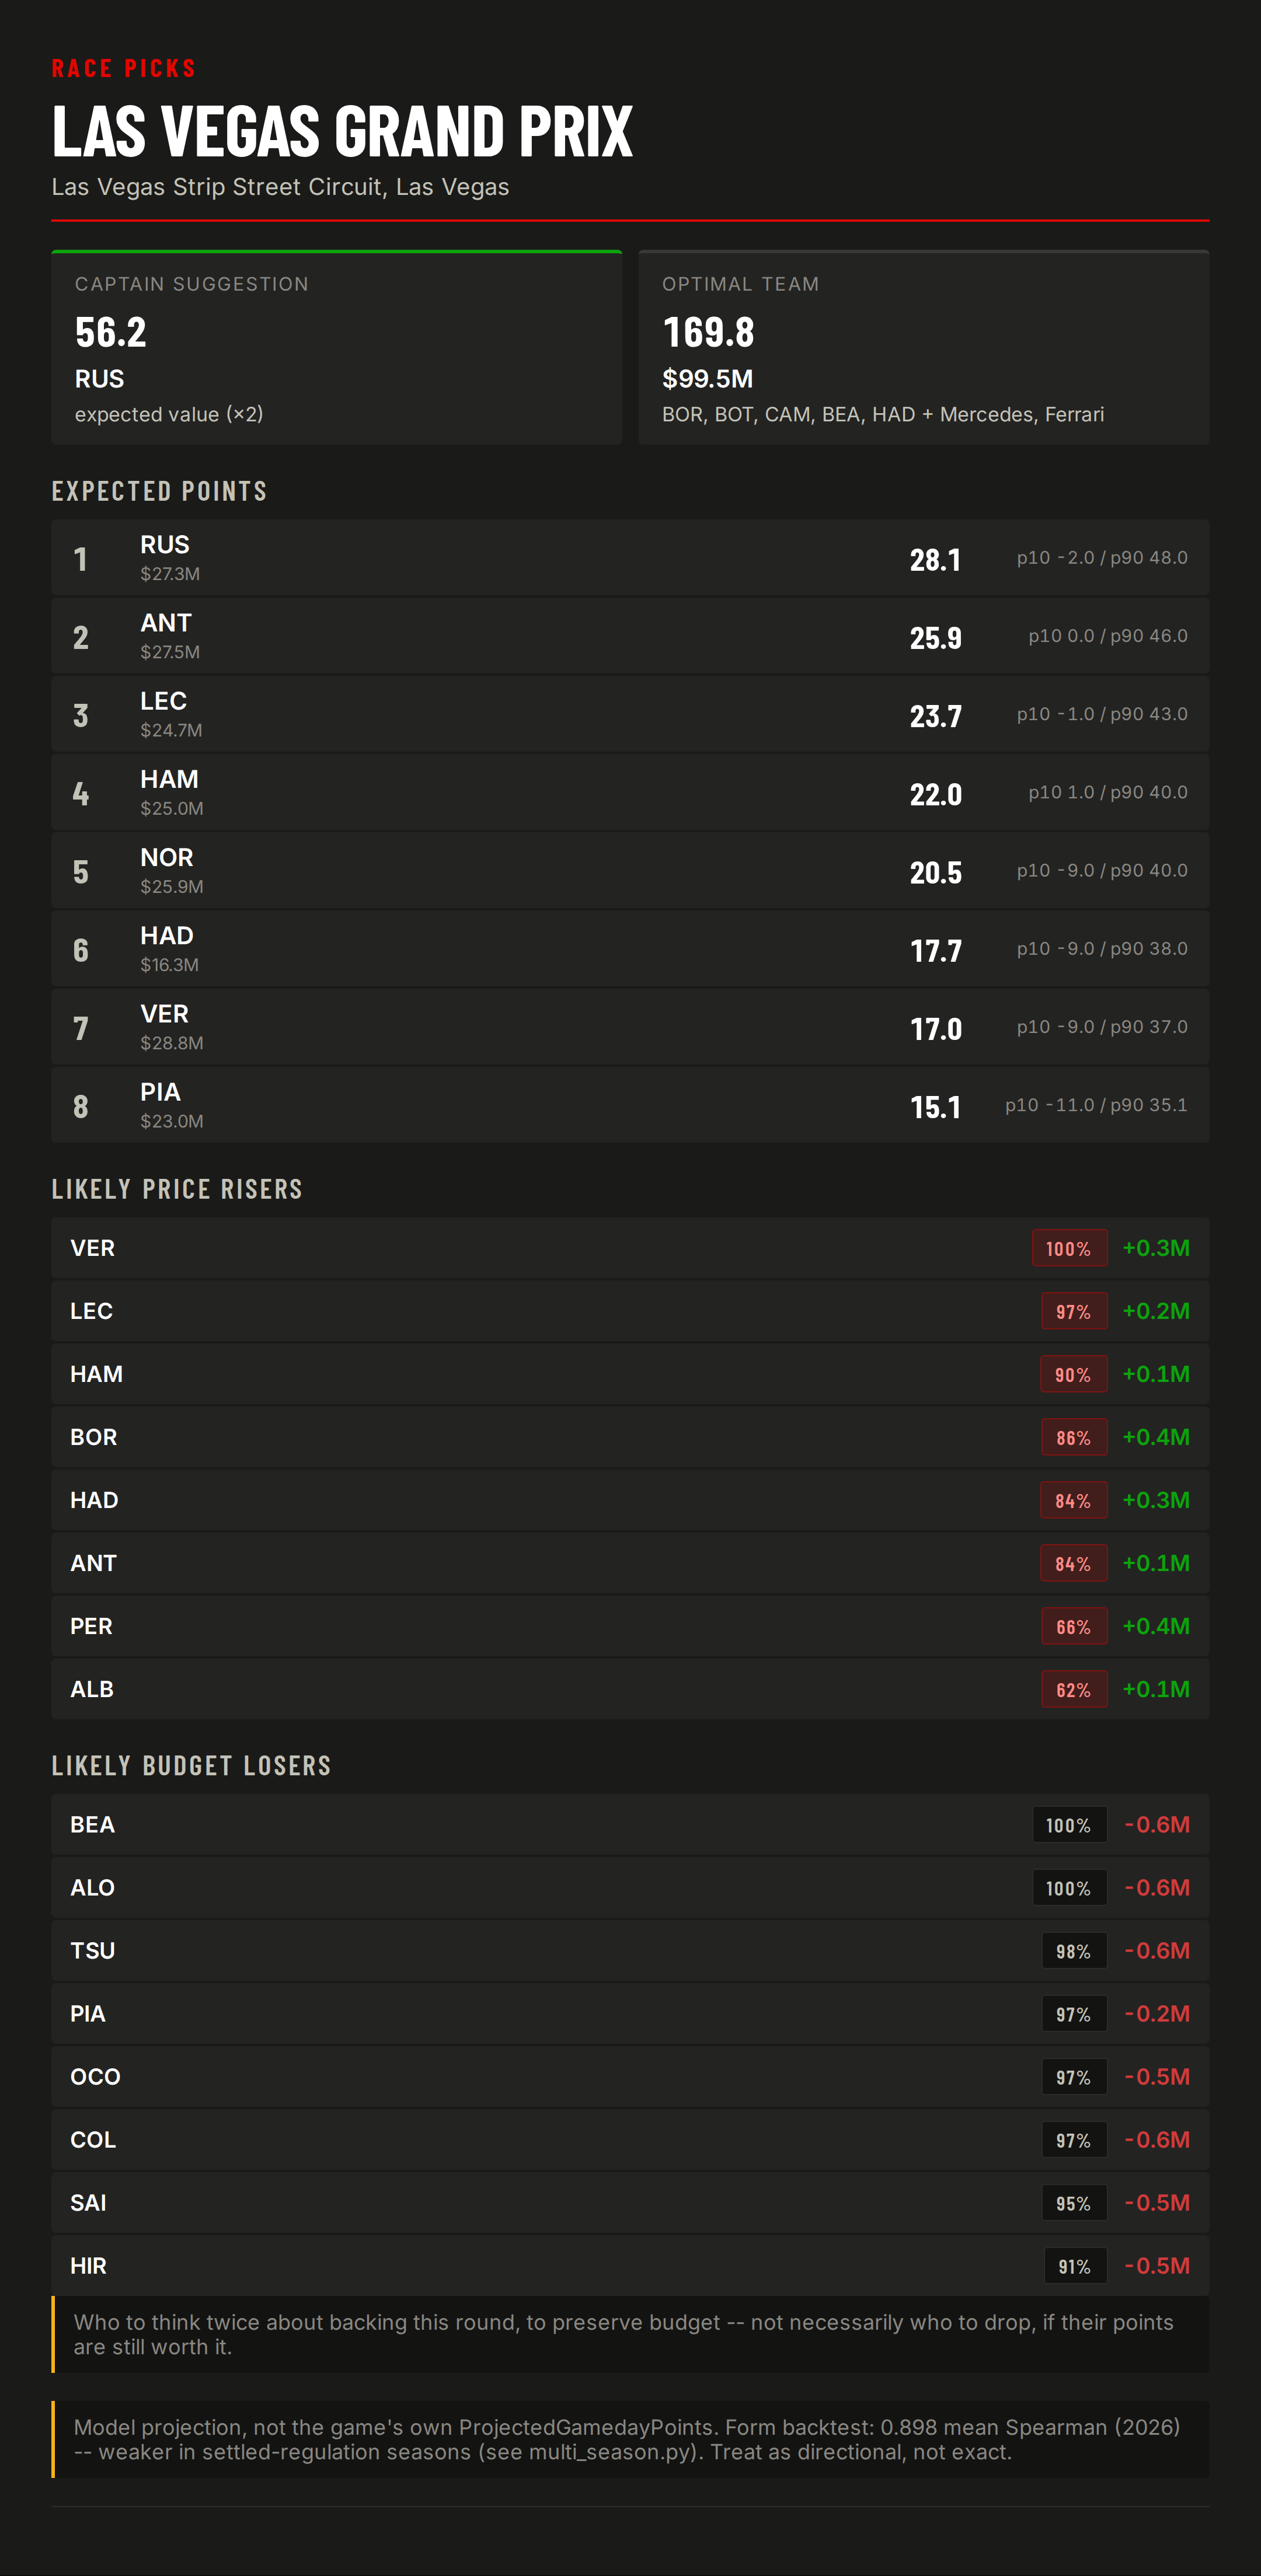 RACE PICKS
LAS VEGAS GRAND PRIX
Las Vegas Strip Street Circuit, Las Vegas
CAPTAIN SUGGESTION
56.2
RUS
expected value (×2)
OPTIMAL TEAM
169.8
$99.5M
BOR, BOT, CAM, BEA, HAD + Mercedes, Ferrari
EXPECTED POINTS
1 RUS 28.1 p10 -2.0 / p90 48.0
$27.3M
2 ANT 25.9 p10 0.0 / p90 46.0
$27.5M
3 LEC 23.7 p10 -1.0 / p90 43.0
$24.7M
4 HAM 22.0 p10 1.0 / p90 40.0
$25.0M
5 NOR 20.5 p10 -9.0 / p90 40.0
$25.9M
6 HAD 17.7 p10 -9.0 / p90 38.0
$16.3M
7 VER 17.0 p10 -9.0 / p90 37.0
$28.8M
8 PIA 15.1 p10 -11.0 / p90 35.1
$23.0M
LIKELY PRICE RISERS
VER 100% +0.3M
LEC 97% +0.2M
HAM 90% +0.1M
BOR 86% +0.4M
HAD 84% +0.3M
ANT 84% +0.1M
PER 66% +0.4M
ALB 62% +0.1M
LIKELY BUDGET LOSERS
BEA 100% -0.6M
ALO 100% -0.6M
TSU 98% -0.6M
PIA 97% -0.2M
OCO 97% -0.5M
COL 97% -0.6M
SAI 95% -0.5M
HIR 91% -0.5M
Who to think twice about backing this round, to preserve budget -- not necessarily who to drop, if their points
are still worth it.
Model projection, not the game's own ProjectedGamedayPoints. Form backtest: 0.898 mean Spearman (2026)
-- weaker in settled-regulation seasons (see multi_season.py). Treat as directional, not exact.